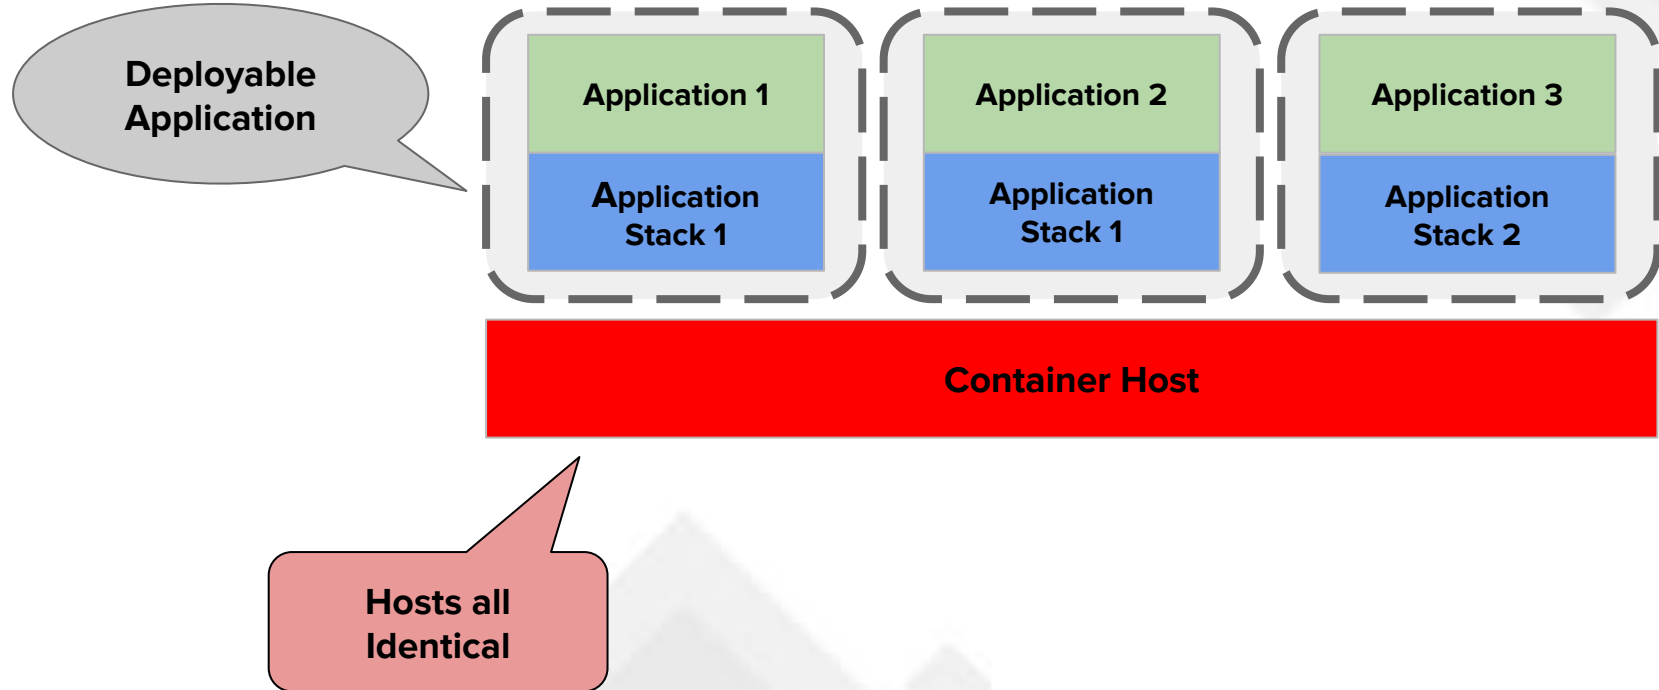 Deployable
Application
Application 1
Application
Stack 1
Application 2
Application
Stack 1
Application 3
Application
Stack 2
Container Host
Hosts all
Identical